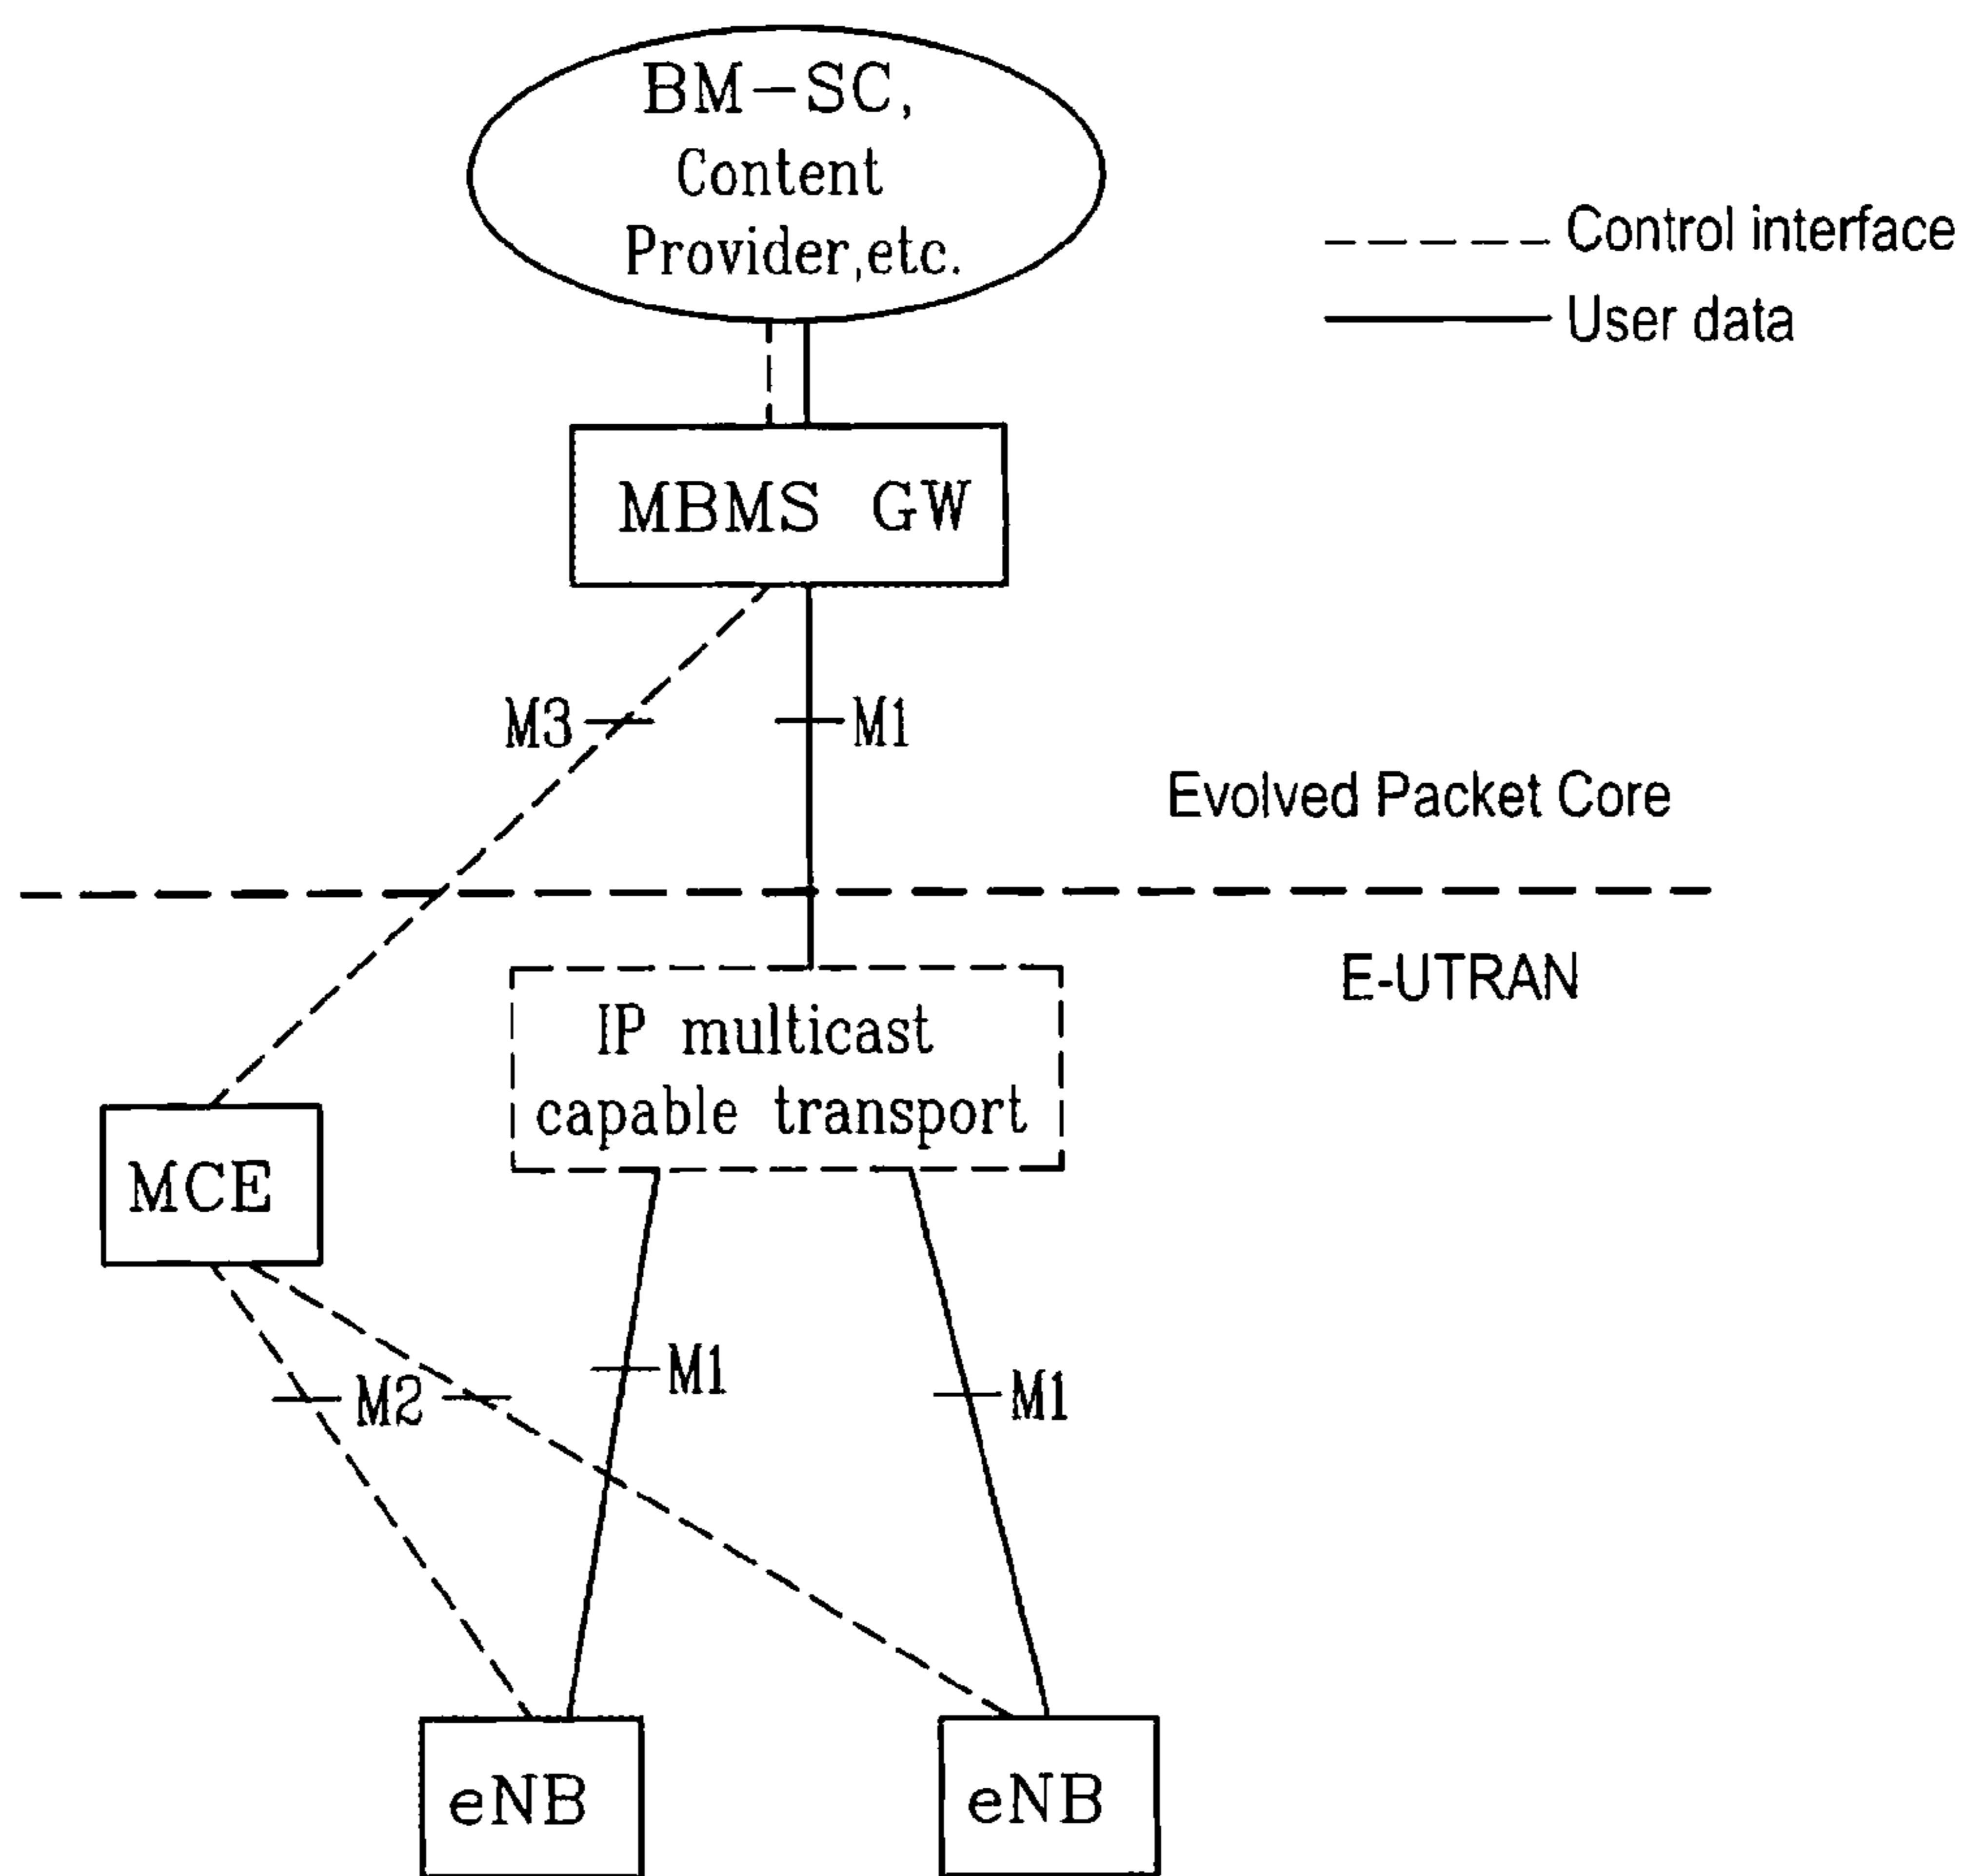 BM-SC,
Content
Provider,etc.
Control interface
User data
MBMS GW
M3
M1
Evolved Packet Core
E-UTRAN
IP multicast
capable transport
MCE
M2
M1
M1
eNB
eNB